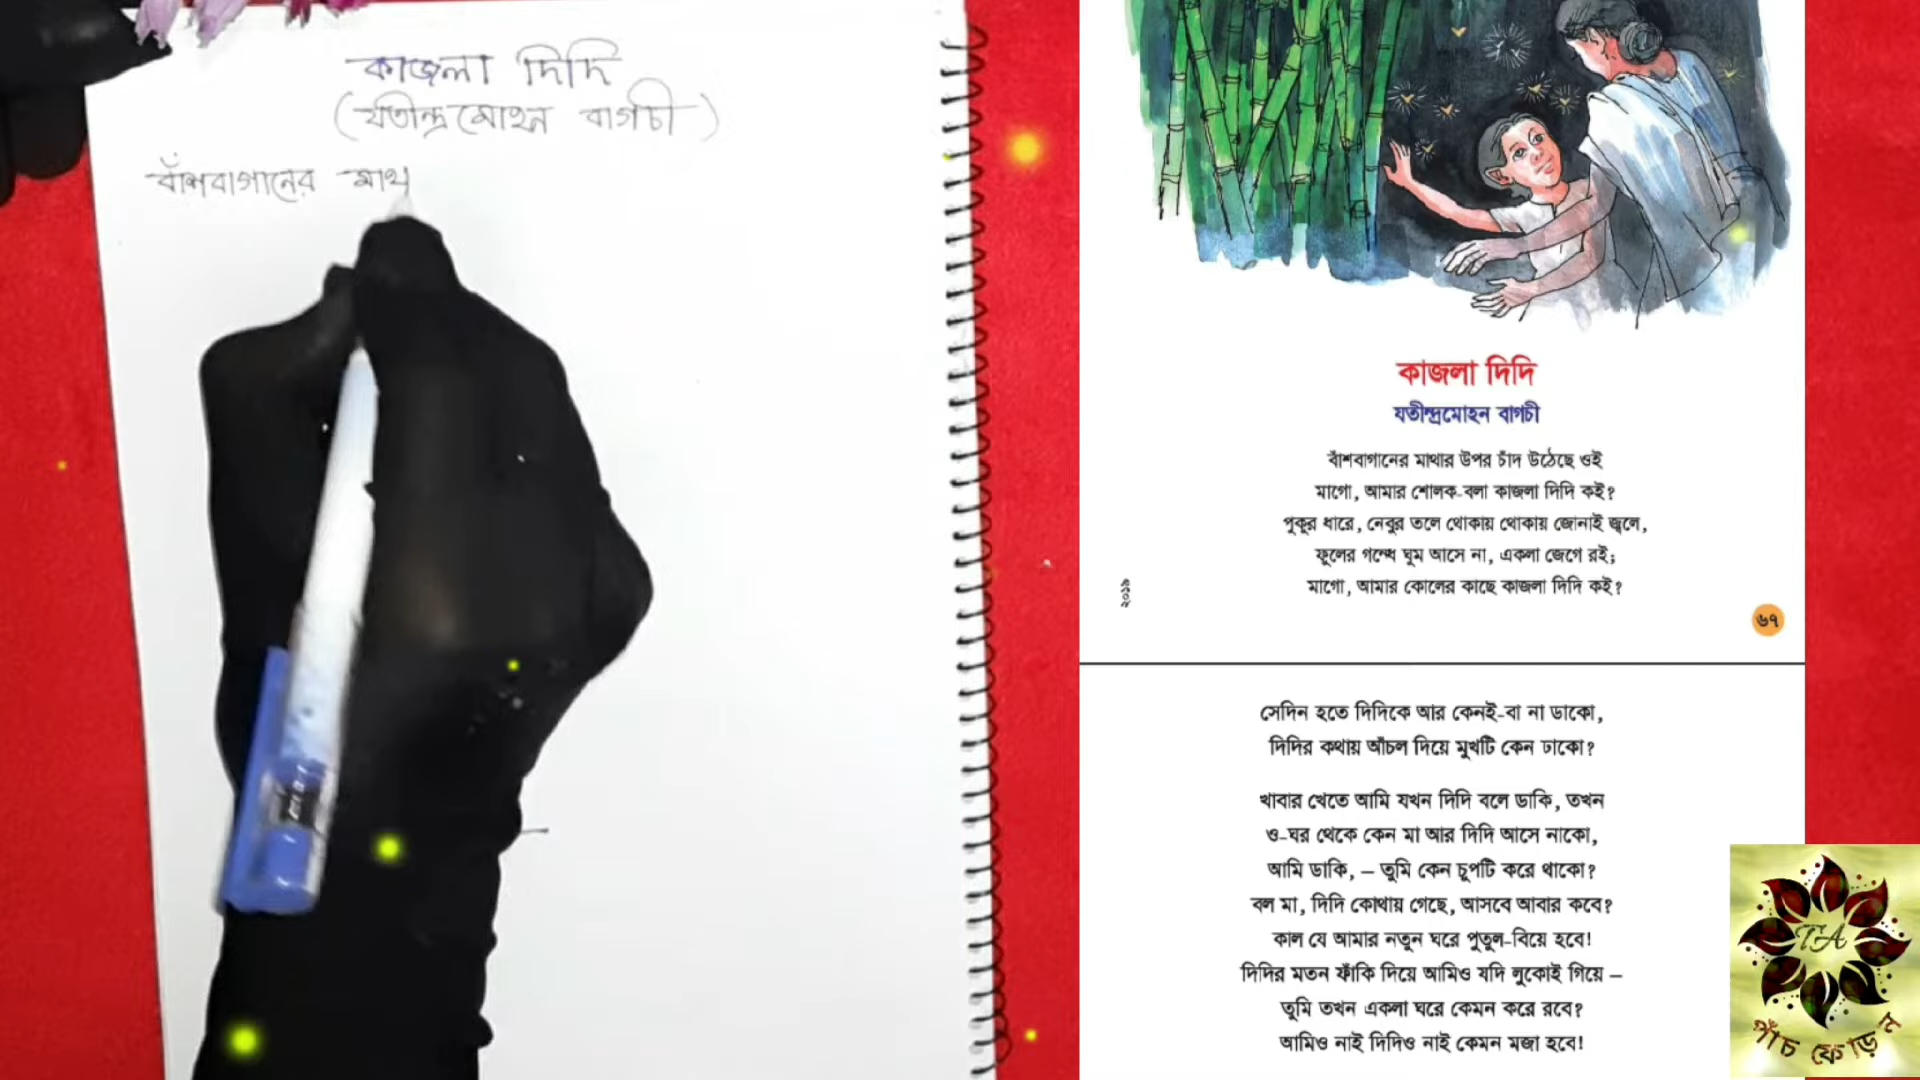 কাজলা দিদি
(যতীন্দ্রমোহন বাগচী)
বাঁশবাগানের মাথ
কাজলা দিদি
যতীন্দ্রমোহন বাগচী
বাঁশবাগানের মাথার উপর চাঁদ উঠেছে ওই
মাগো, আমার শোলক-বলা কাজলা দিদি কই?
পুকুর ধারে, নেবুর তলে থোকায় থোকায় জোনাই জ্বলে,
ফুলের গন্ধে ঘুম আসে না, একলা জেগে রই;
মাগো, আমার কোলের কাছে কাজলা দিদি কই?
২০১৯
৬৭
সেদিন হতে দিদিকে আর কেনই-বা না ডাকো,
দিদির কথায় আঁচল দিয়ে মুখটি কেন ঢাকো?
খাবার খেতে আমি যখন দিদি বলে ডাকি, তখন
ও-ঘর থেকে কেন মা আর দিদি আসে নাকো,
আমি ডাকি, – তুমি কেন চুপটি করে থাকো?
বল মা, দিদি কোথায় গেছে, আসবে আবার কবে?
কাল যে আমার নতুন ঘরে পুতুল-বিয়ে হবে!
দিদির মতন ফাঁকি দিয়ে আমিও যদি লুকোই গিয়ে –
তুমি তখন একলা ঘরে কেমন করে রবে?
আমিও নাই দিদিও নাই কেমন মজা হবে!
TA
পাঁচ ফোড়ন